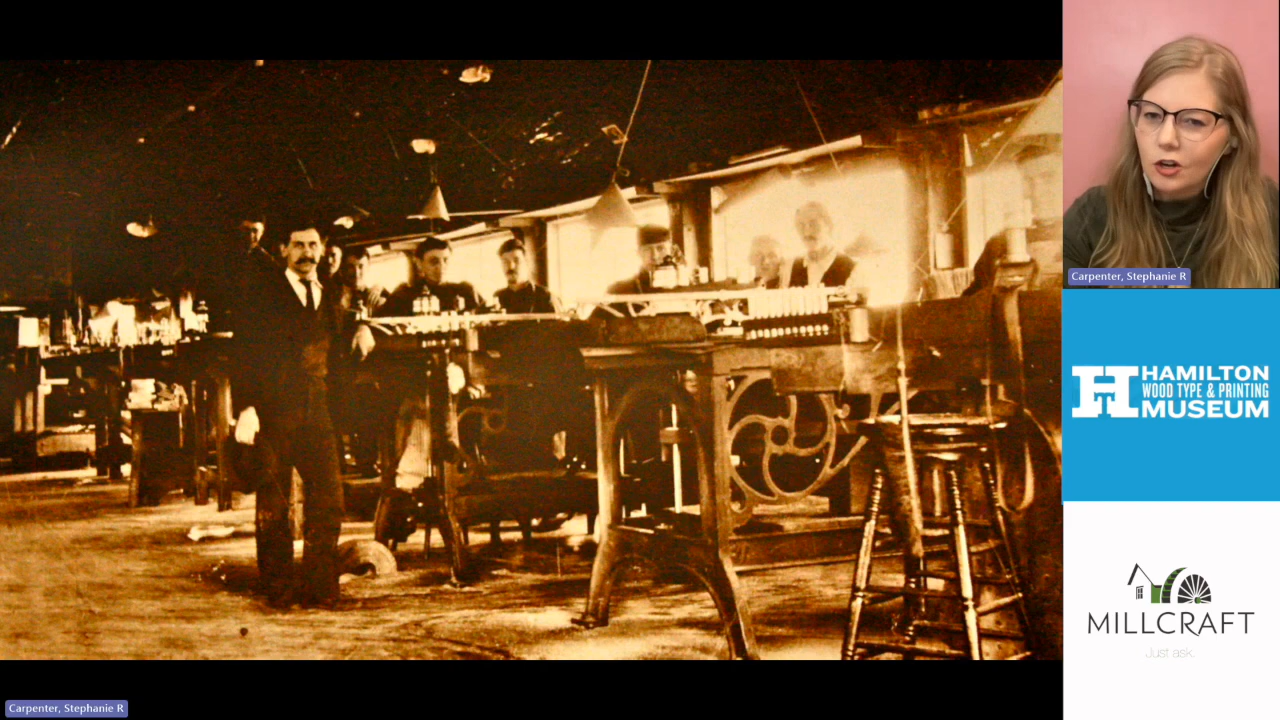 Carpenter, Stephanie R
HAMILTON
WOOD TYPE & PRINTING
MUSEUM
MILLCRAFT
Just ask.
Carpenter, Stephanie R